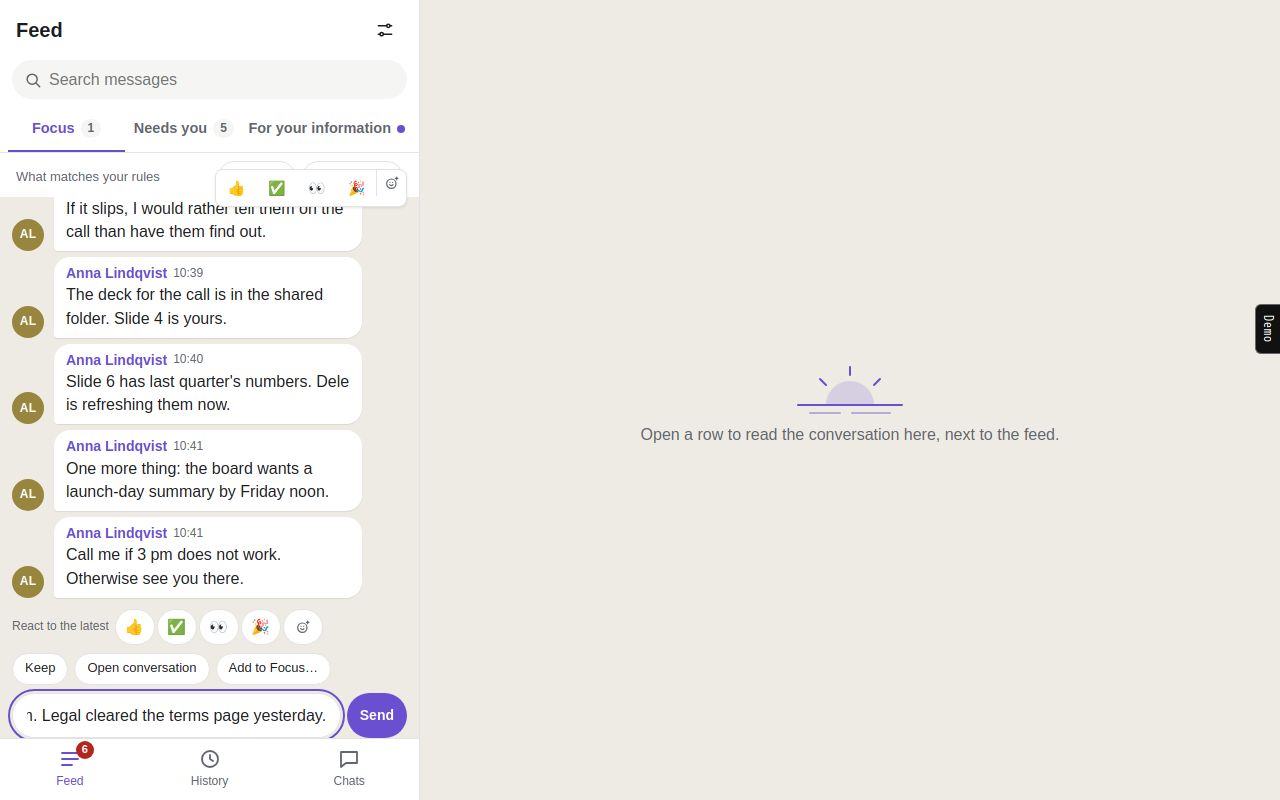 Feed
Search messages
Focus 1
Needs you 5
For your information
What matches your rules
If it slips, I would rather tell them on the
call than have them find out.
AL
Anna Lindqvist 10:39
The deck for the call is in the shared
folder. Slide 4 is yours.
AL
Anna Lindqvist 10:40
Slide 6 has last quarter's numbers. Dele
is refreshing them now.
AL
Anna Lindqvist 10:41
One more thing: the board wants a
launch-day summary by Friday noon.
AL
Anna Lindqvist 10:41
Call me if 3 pm does not work.
Otherwise see you there.
AL
React to the latest
Keep
Open conversation
Add to Focus…
. Legal cleared the terms page yesterday.
Send
6
Feed
History
Chats
Open a row to read the conversation here, next to the feed.
Demo